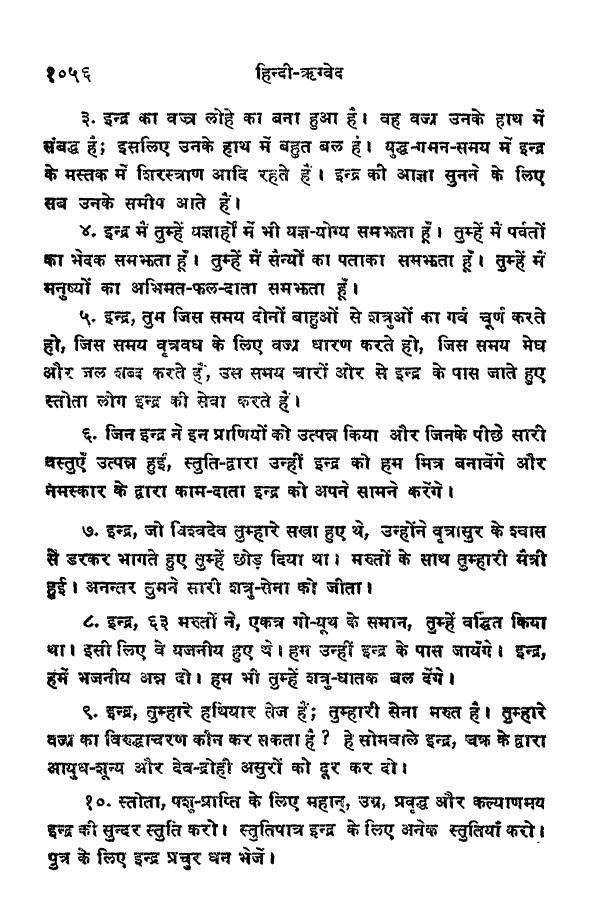 १०५६ हिन्दी-ऋग्वेद
३. इन्द्र का वज्र लोहे का बना हुआ है। वह वज्र उनके हाथ में
संबद्ध है; इसलिए उनके हाथ में बहुत बल है। युद्ध-गमन-समय में इन्द्र
के मस्तक में शिरस्त्राण आदि रहते हैं। इन्द्र की आज्ञा सुनने के लिए
सब उनके समीप आते हैं।
४. इन्द्र मैं तुम्हें यज्ञार्हों में भी यज्ञ-योग्य समझता हूँ। तुम्हें मैं पर्वतों
का भेदक समझता हूँ। तुम्हें मैं सैन्यों का पताका समझता हूँ। तुम्हें मैं
मनुष्यों का अभिमत-फल-दाता समझता हूँ।
५. इन्द्र, तुम जिस समय दोनों बाहुओं से शत्रुओं का गर्व चूर्ण करते
हो, जिस समय वृत्रवध के लिए वज्र धारण करते हो, जिस समय मेघ
और जल शब्द करते हैं, उस समय चारों ओर से इन्द्र के पास जाते हुए
स्तोता लोग इन्द्र की सेवा करते हैं।
६. जिन इन्द्र ने इन प्राणियों को उत्पन्न किया और जिनके पीछे सारी
वस्तुएँ उत्पन्न हुईं, स्तुति-द्वारा उन्हीं इन्द्र को हम मित्र बनावेंगे और
नमस्कार के द्वारा काम-दाता इन्द्र को अपने सामने करेंगे।
७. इन्द्र, जो विश्वदेव तुम्हारे सखा हुए थे, उन्होंने वृत्रासुर के श्वास
से डरकर भागते हुए तुम्हें छोड़ दिया था। मरुतों के साथ तुम्हारी मैत्री
हुई। अनन्तर तुमने सारी शत्रु-सेना को जीता।
८. इन्द्र, ६३ मरुतों ने, एकत्र गो-यूथ के समान, तुम्हें वर्द्धित किया
था। इसी लिए वे यजनीय हुए थे। हम उन्हीं इन्द्र के पास जायँगे। इन्द्र,
हमें भजनीय अन्न दो। हम भी तुम्हें शत्रु-घातक बल देंगे।
९. इन्द्र, तुम्हारे हथियार तेज हैं; तुम्हारी सेना मरुत है। तुम्हारे
वज्र का विरुद्धाचरण कौन कर सकता है? हे सोमवाले इन्द्र, चक्र के द्वारा
आयुध-शून्य और देव-द्रोही असुरों को दूर कर दो।
१०. स्तोता, पशु-प्राप्ति के लिए महान्, उग्र, प्रवृद्ध और कल्याणमय
इन्द्र की सुन्दर स्तुति करो। स्तुतिपात्र इन्द्र के लिए अनेक स्तुतियाँ करो।
पुत्र के लिए इन्द्र प्रचुर धन भेजें।